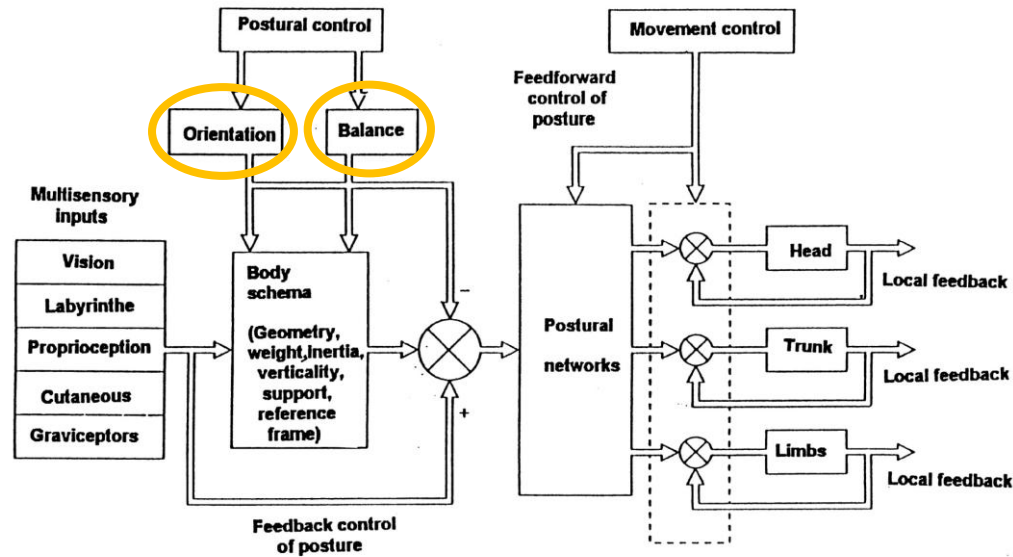 Postural control
Movement control
Feedforward
control of
posture
Orientation
Balance
Multisensory
inputs
Vision
Labyrinthe
Proprioception
Cutaneous
Graviceptors
Body
schema
(Geometry,
weight,inertia,
verticality,
support,
reference
frame)
−
+
Feedback control
of posture
Postural
networks
Head
Local feedback
Trunk
Local feedback
Limbs
Local feedback